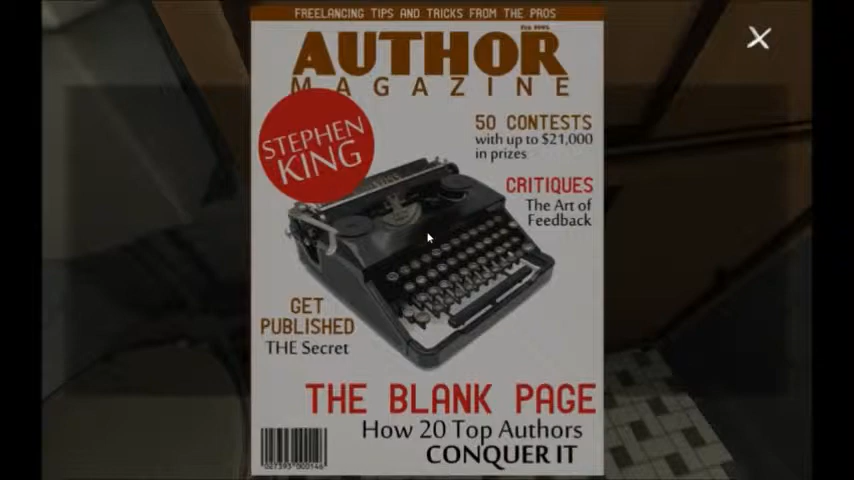 FREELANCING TIPS AND TRICKS FROM THE PROS
AUTHOR
MAGAZINE
STEPHEN
KING
50 CONTESTS
with up to $21,000
in prizes
CRITIQUES
The Art of
Feedback
GET
PUBLISHED
THE Secret
THE BLANK PAGE
How 20 Top Authors
CONQUER IT